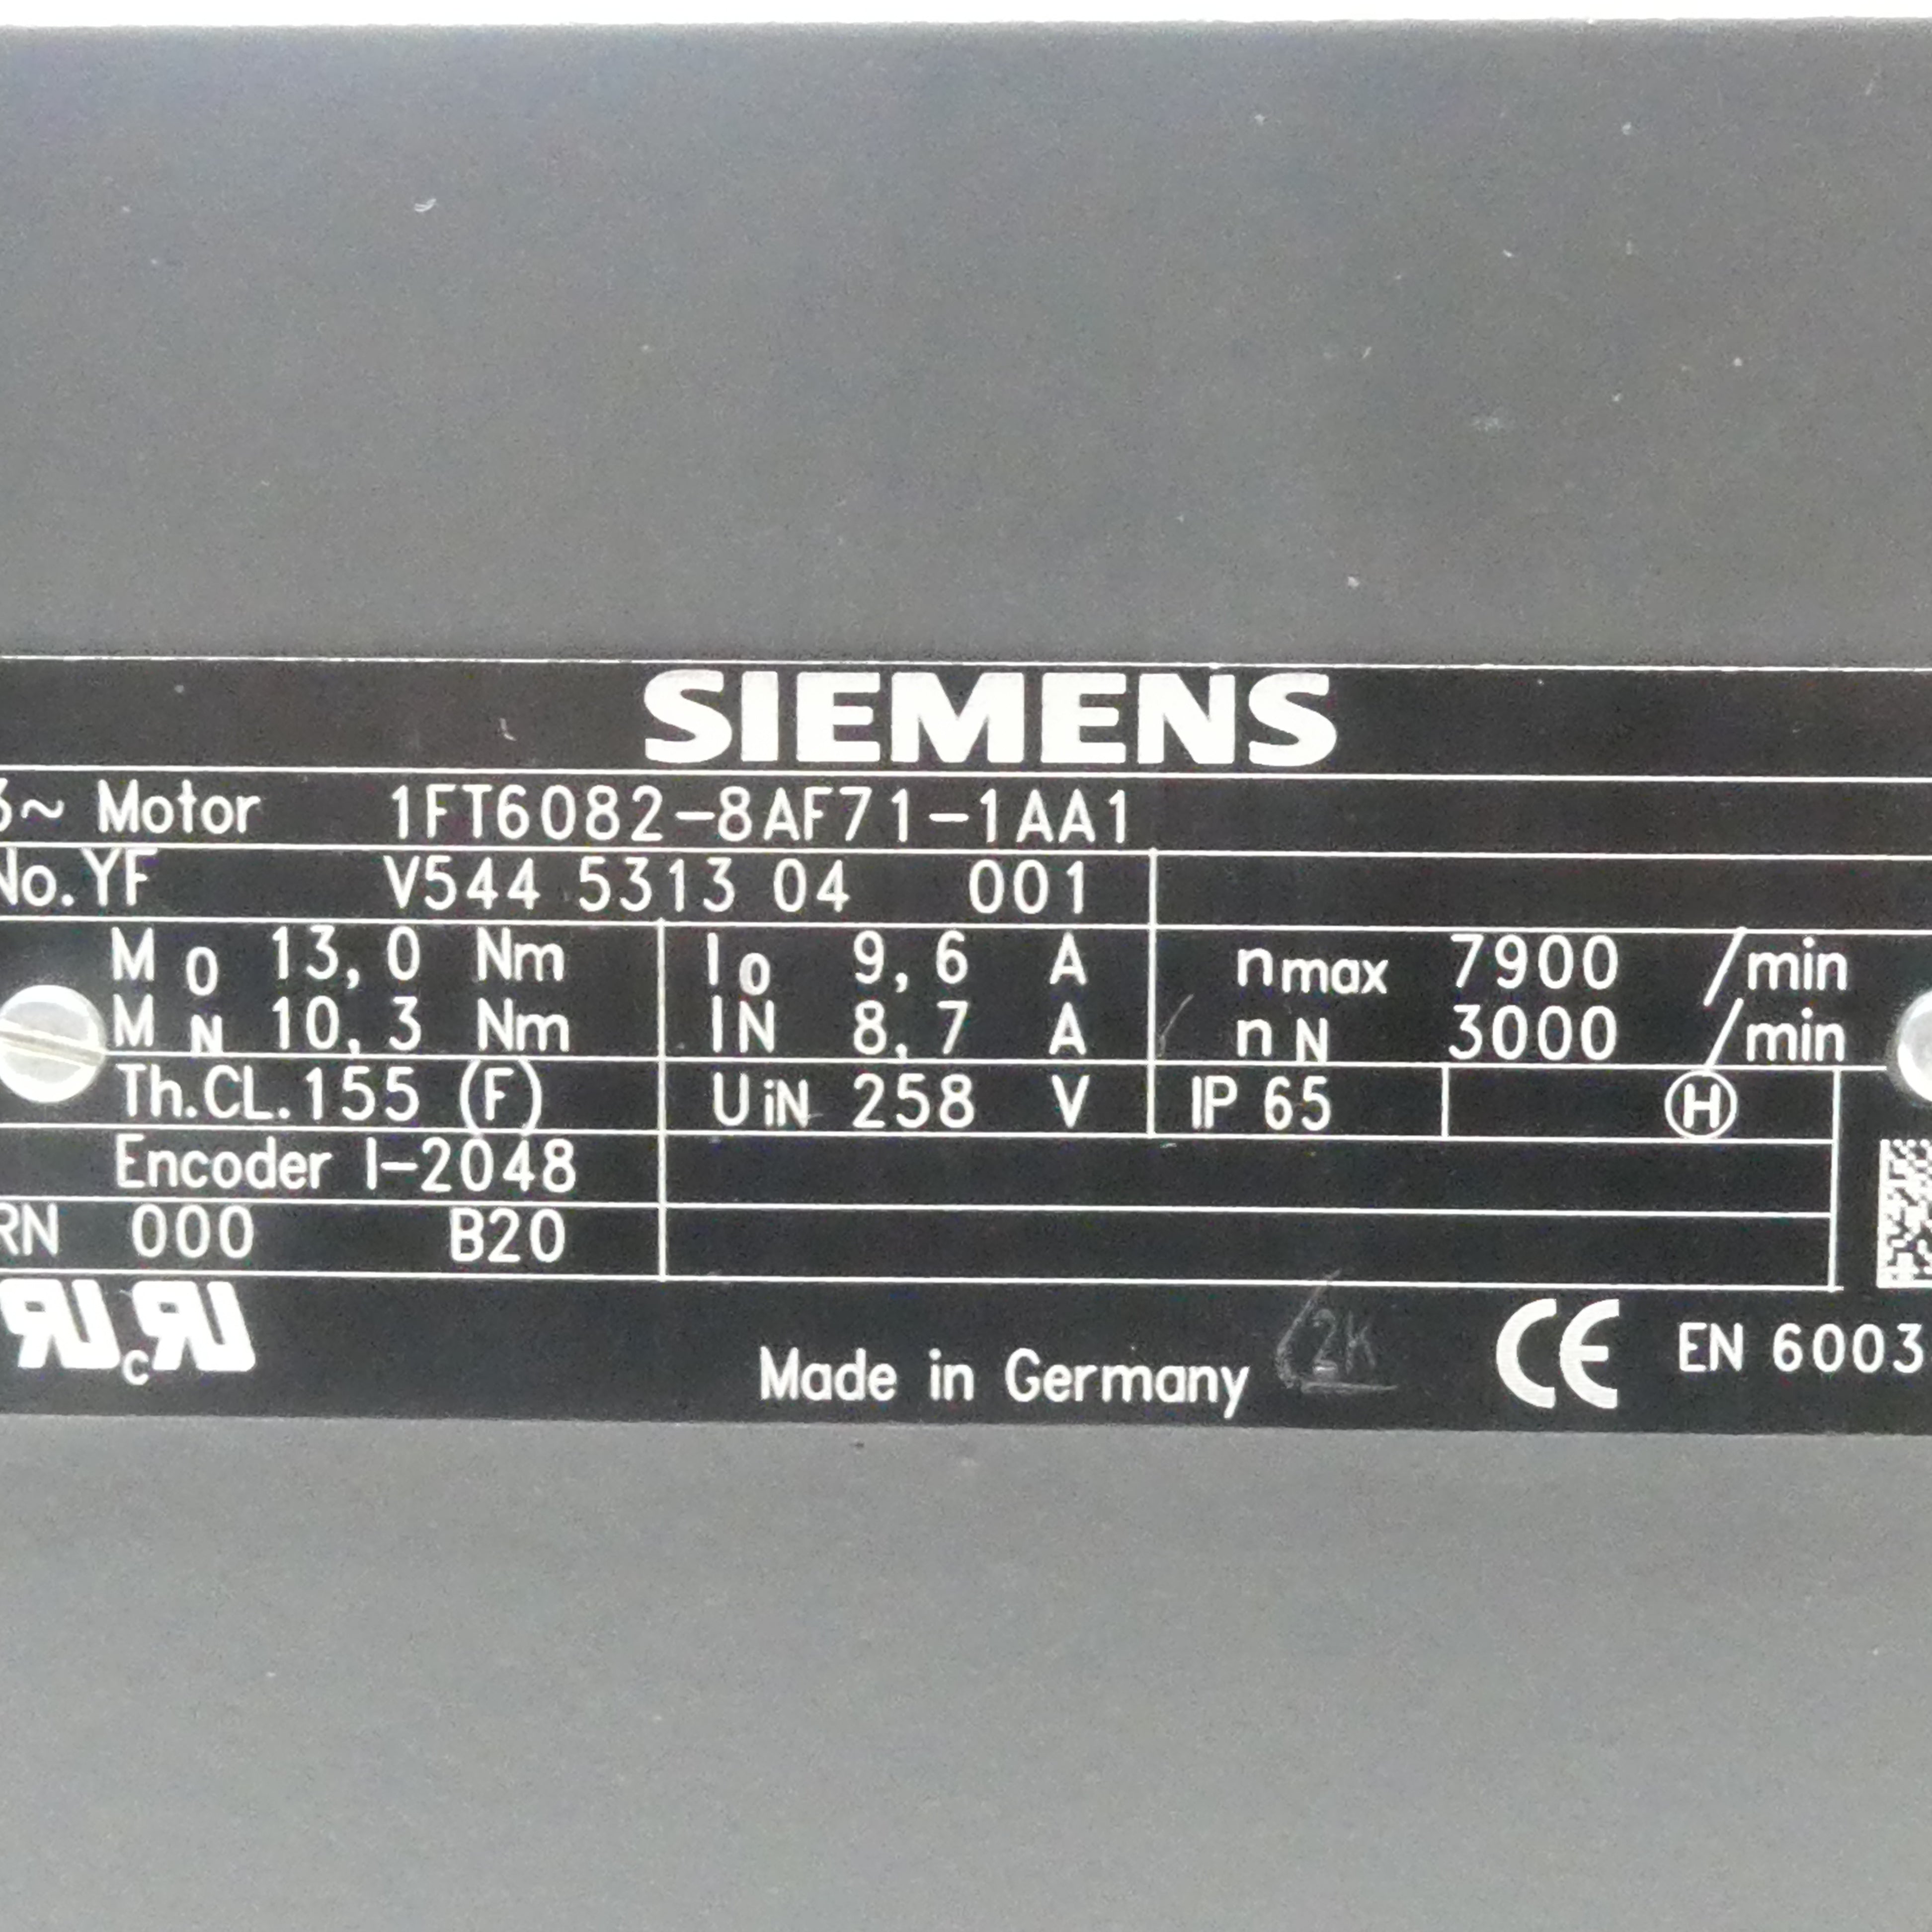 SIEMENS
3~ Motor 1FT6082-8AF71-1AA1
No.YF V544 5313 04 001
M0 13,0 Nm I0 9,6 A nmax 7900 /min
MN 10,3 Nm IN 8,7 A nN 3000 /min
Th.CL.155 (F) UiN 258 V IP 65 H
Encoder I-2048
RN 000 B20
c
Made in Germany 2K CE EN 6003